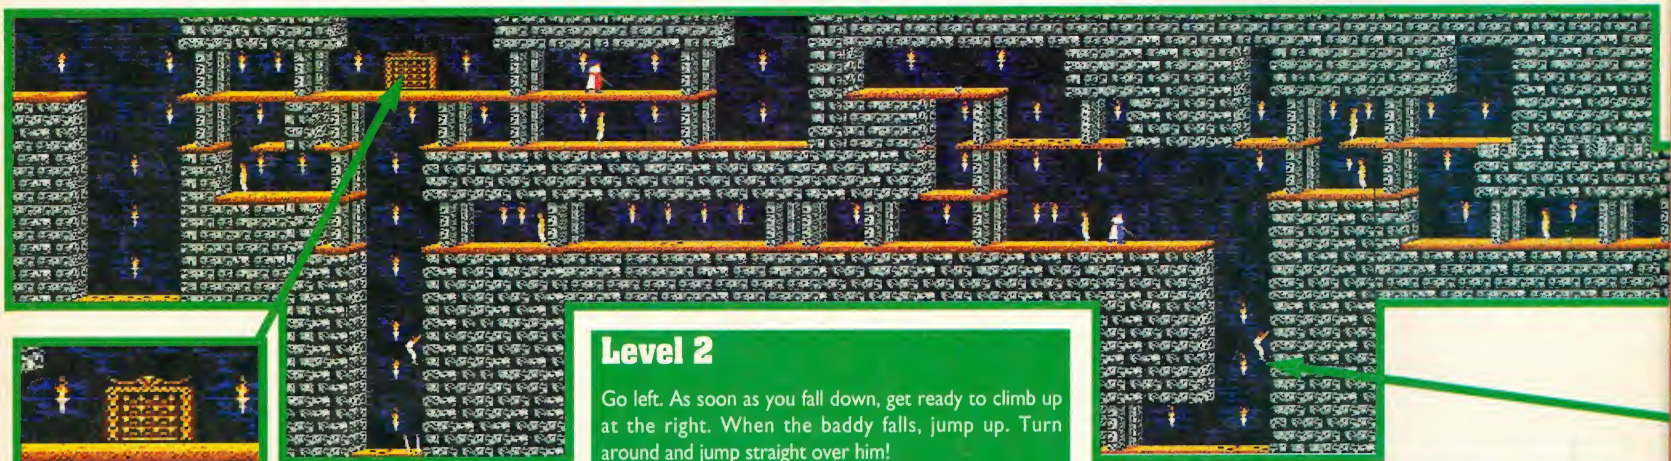 Level 2
Go left. As soon as you fall down, get ready to climb up
at the right. When the baddy falls, jump up. Turn
around and jump straight over him!